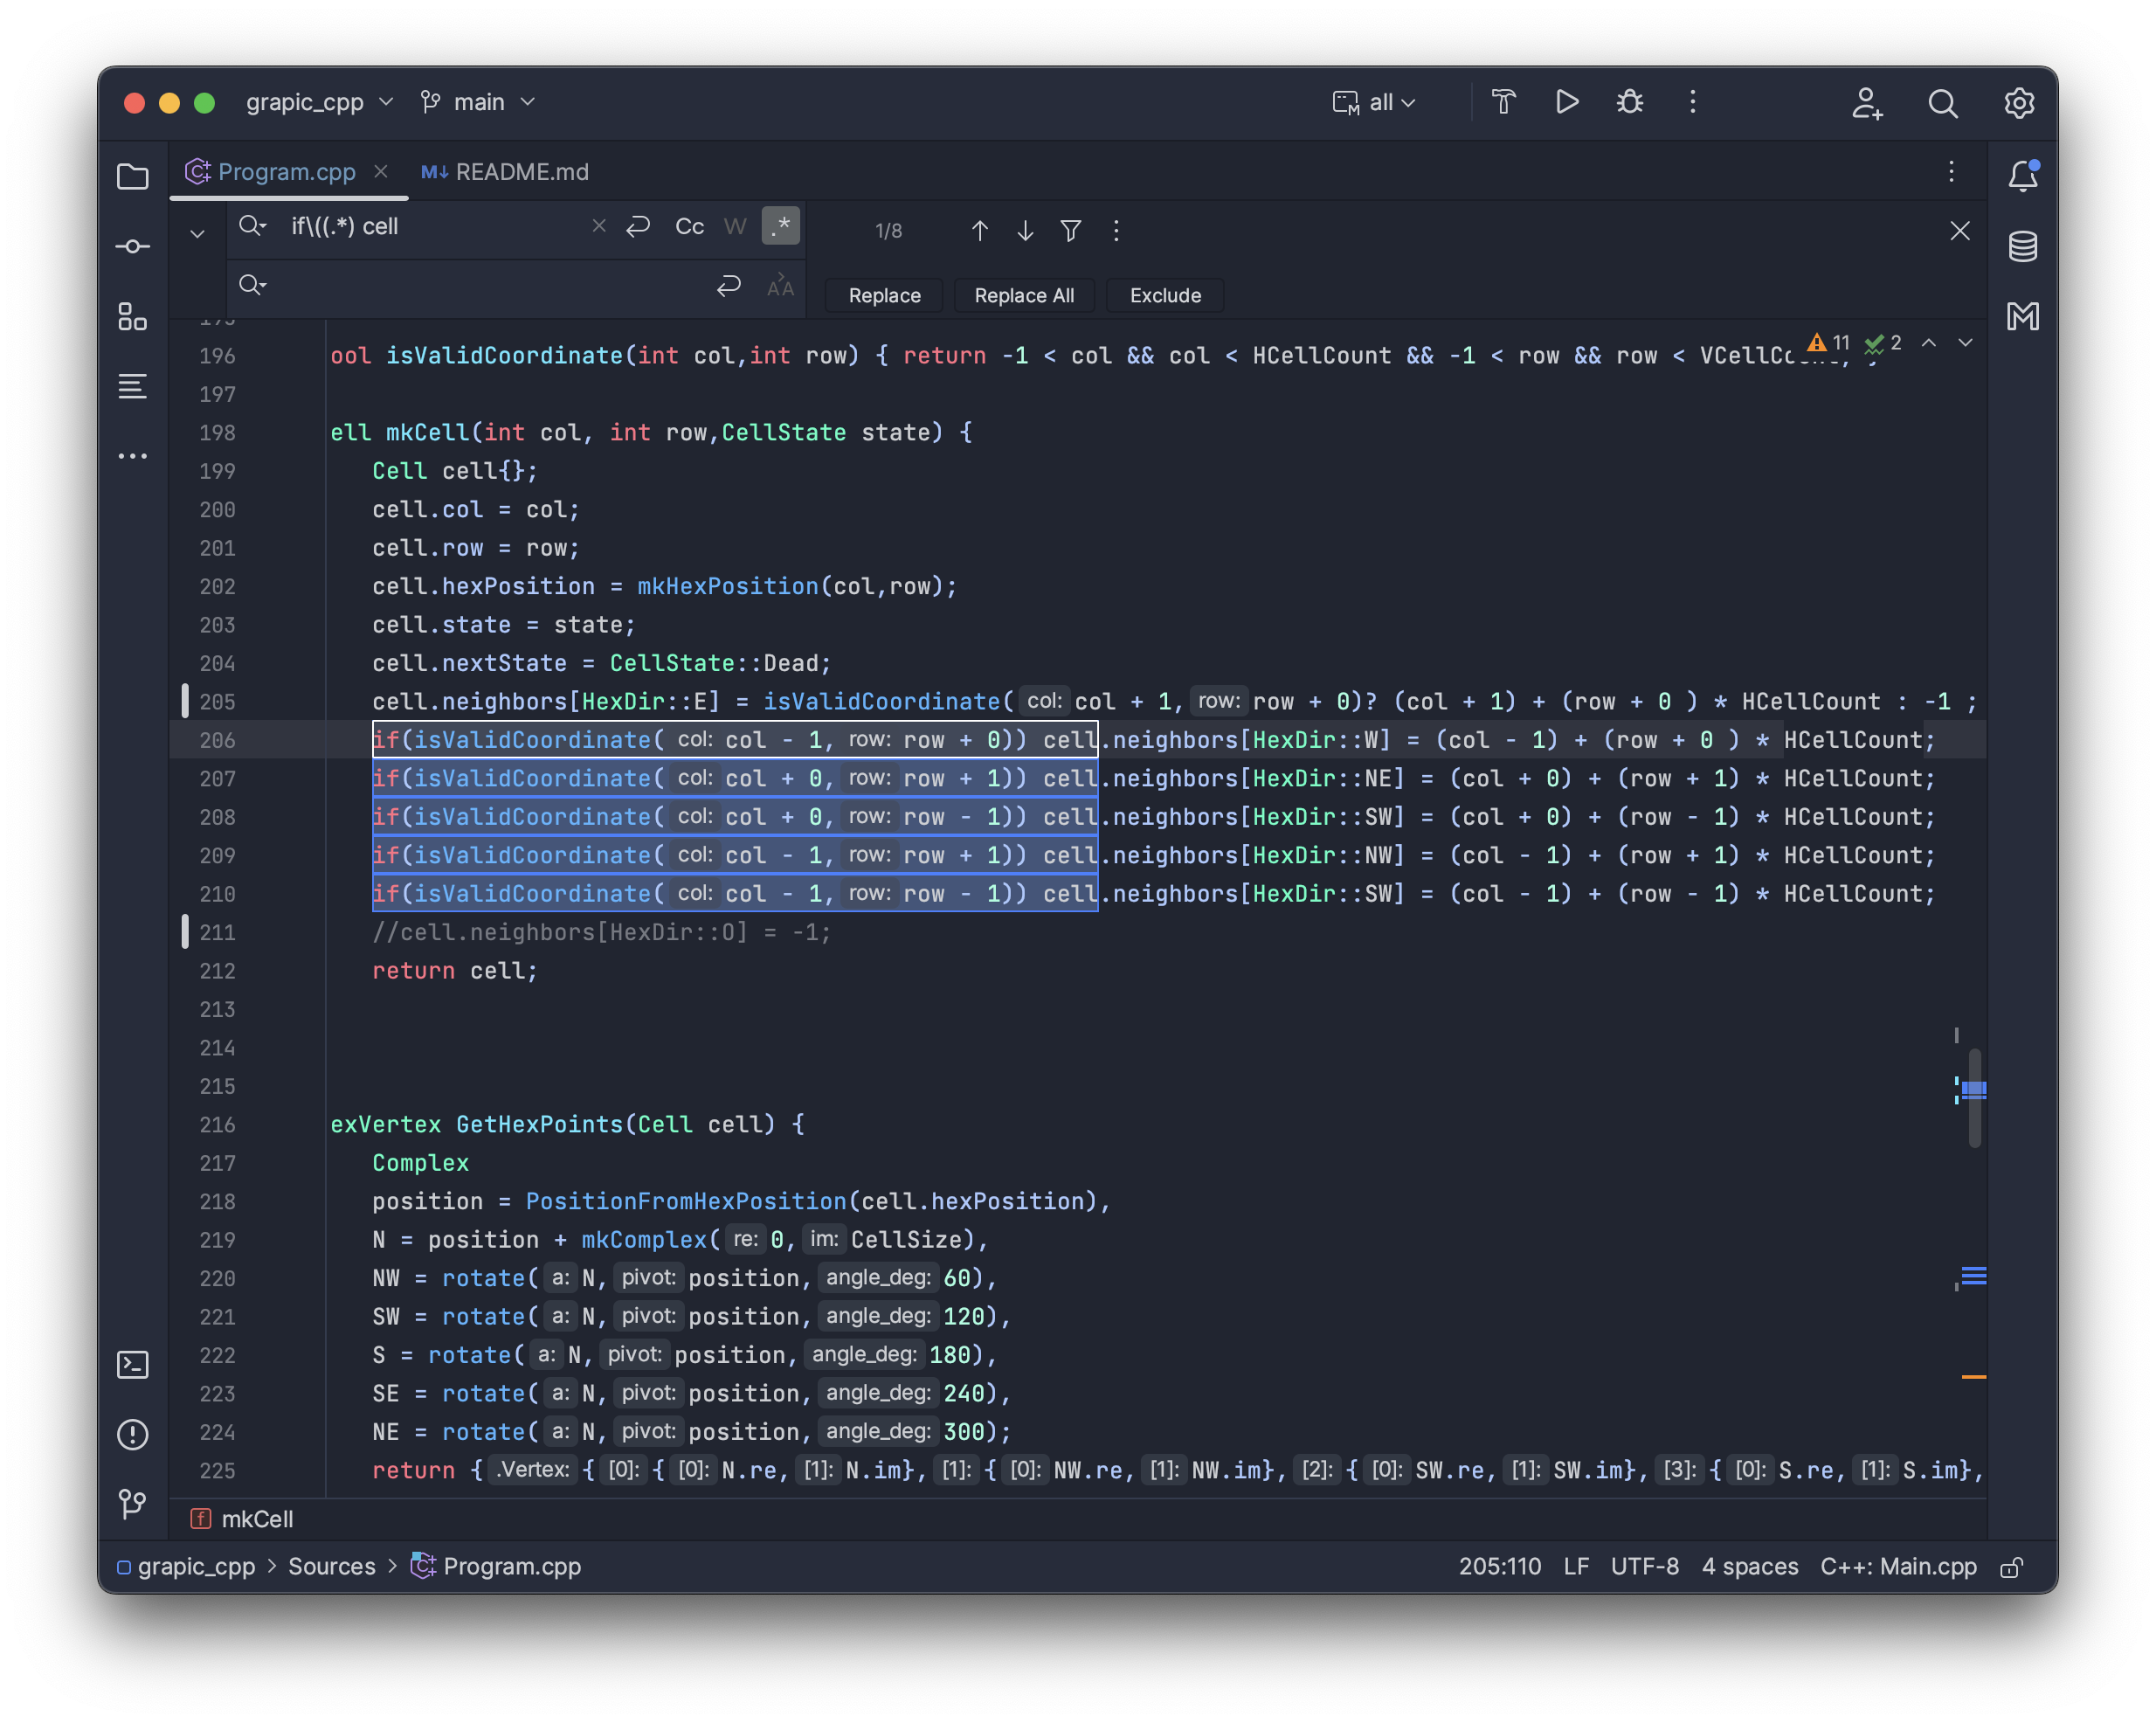 grapic_cpp main all
Program.cpp README.md
if\((.*) cell Cc W .* 1/8
Replace Replace All Exclude
196 ool isValidCoordinate(int col,int row) { return -1 < col && col < HCellCount && -1 < row && row < 11 2
197
198 ell mkCell(int col, int row,CellState state) {
199 Cell cell{};
200 cell.col = col;
201 cell.row = row;
202 cell.hexPosition = mkHexPosition(col,row);
203 cell.state = state;
204 cell.nextState = CellState::Dead;
205 cell.neighbors[HexDir::E] = isValidCoordinate( col: col + 1, row: row + 0)? (col + 1) + (row + 0 ) * HCellCount : -1 ;
206 if(isValidCoordinate( col: col - 1, row: row + 0)) cell.neighbors[HexDir::W] = (col - 1) + (row + 0 ) * HCellCount;
207 if(isValidCoordinate( col: col + 0, row: row + 1)) cell.neighbors[HexDir::NE] = (col + 0) + (row + 1) * HCellCount;
208 if(isValidCoordinate( col: col + 0, row: row - 1)) cell.neighbors[HexDir::SW] = (col + 0) + (row - 1) * HCellCount;
209 if(isValidCoordinate( col: col - 1, row: row + 1)) cell.neighbors[HexDir::NW] = (col - 1) + (row + 1) * HCellCount;
210 if(isValidCoordinate( col: col - 1, row: row - 1)) cell.neighbors[HexDir::SW] = (col - 1) + (row - 1) * HCellCount;
211 //cell.neighbors[HexDir::O] = -1;
212 return cell;
213
214
215
216 exVertex GetHexPoints(Cell cell) {
217 Complex
218 position = PositionFromHexPosition(cell.hexPosition),
219 N = position + mkComplex( re: 0, im: CellSize),
220 NW = rotate( a: N, pivot: position, angle_deg: 60),
221 SW = rotate( a: N, pivot: position, angle_deg: 120),
222 S = rotate( a: N, pivot: position, angle_deg: 180),
223 SE = rotate( a: N, pivot: position, angle_deg: 240),
224 NE = rotate( a: N, pivot: position, angle_deg: 300);
225 return { .Vertex: { [0]: { [0]: N.re, [1]: N.im}, [1]: { [0]: NW.re, [1]: NW.im}, [2]: { [0]: SW.re, [1]: SW.im}, [3]: { [0]: S.re, [1]: S.im},
f mkCell
grapic_cpp > Sources > Program.cpp 205:110 LF UTF-8 4 spaces C++: Main.cpp